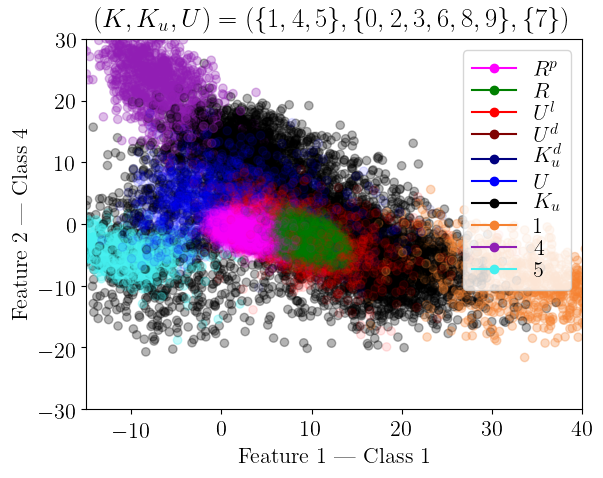 (K, K_u, U) = ({1, 4, 5}, {0, 2, 3, 6, 8, 9}, {7})
30
20
10
0
−10
−20
−30
Feature 2 — Class 4
R^p
R
U^l
U^d
K_u^d
U
K_u
1
4
5
−10
0
10
20
30
40
Feature 1 — Class 1